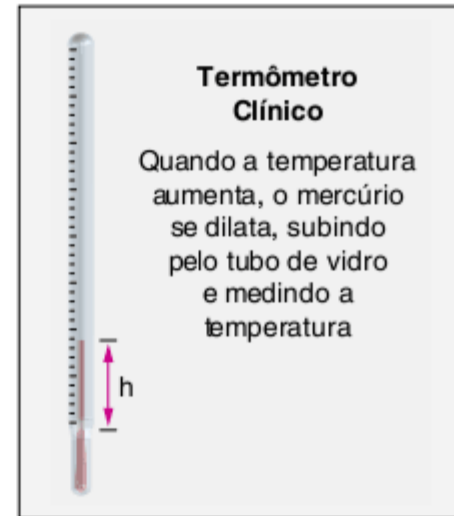 Termômetro
Clínico
Quando a temperatura
aumenta, o mercúrio
se dilata, subindo
pelo tubo de vidro
e medindo a
temperatura
h